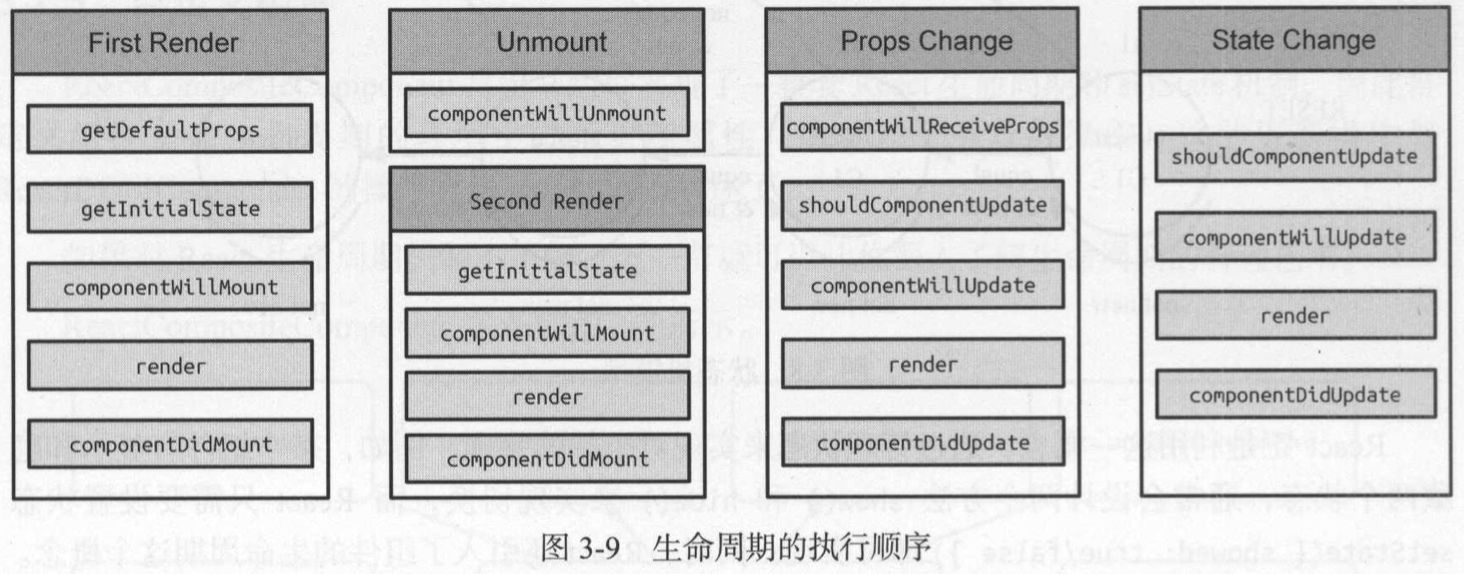 First Render
getDefaultProps
getInitialState
componentWillMount
render
componentDidMount
Unmount
componentWillUnmount
Second Render
getInitialState
componentWillMount
render
componentDidMount
Props Change
componentWillReceiveProps
shouldComponentUpdate
componentWillUpdate
render
componentDidUpdate
State Change
shouldComponentUpdate
componentWillUpdate
render
componentDidUpdate
图 3-9 生命周期的执行顺序